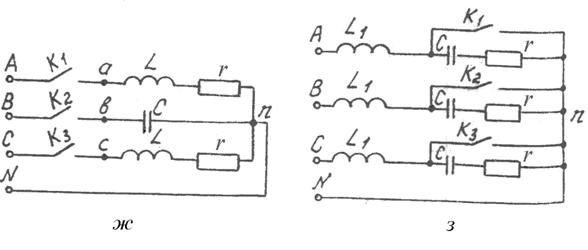 A K1 a L r
B K2 в C n
C K3 c L r
N
ж
A L1 K1 C r
B L1 K2 C r n
C L1 K3 C r
N
з